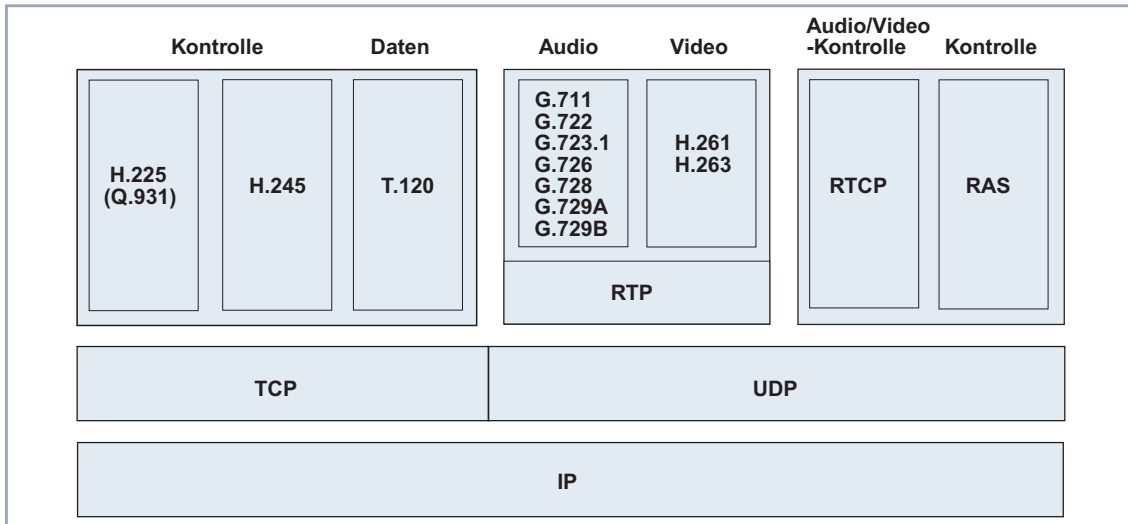 Kontrolle
Daten
Audio
Video
Audio/Video
-Kontrolle
Kontrolle
H.225
(Q.931)
H.245
T.120
G.711
G.722
G.723.1
G.726
G.728
G.729A
G.729B
H.261
H.263
RTP
RTCP
RAS
TCP
UDP
IP